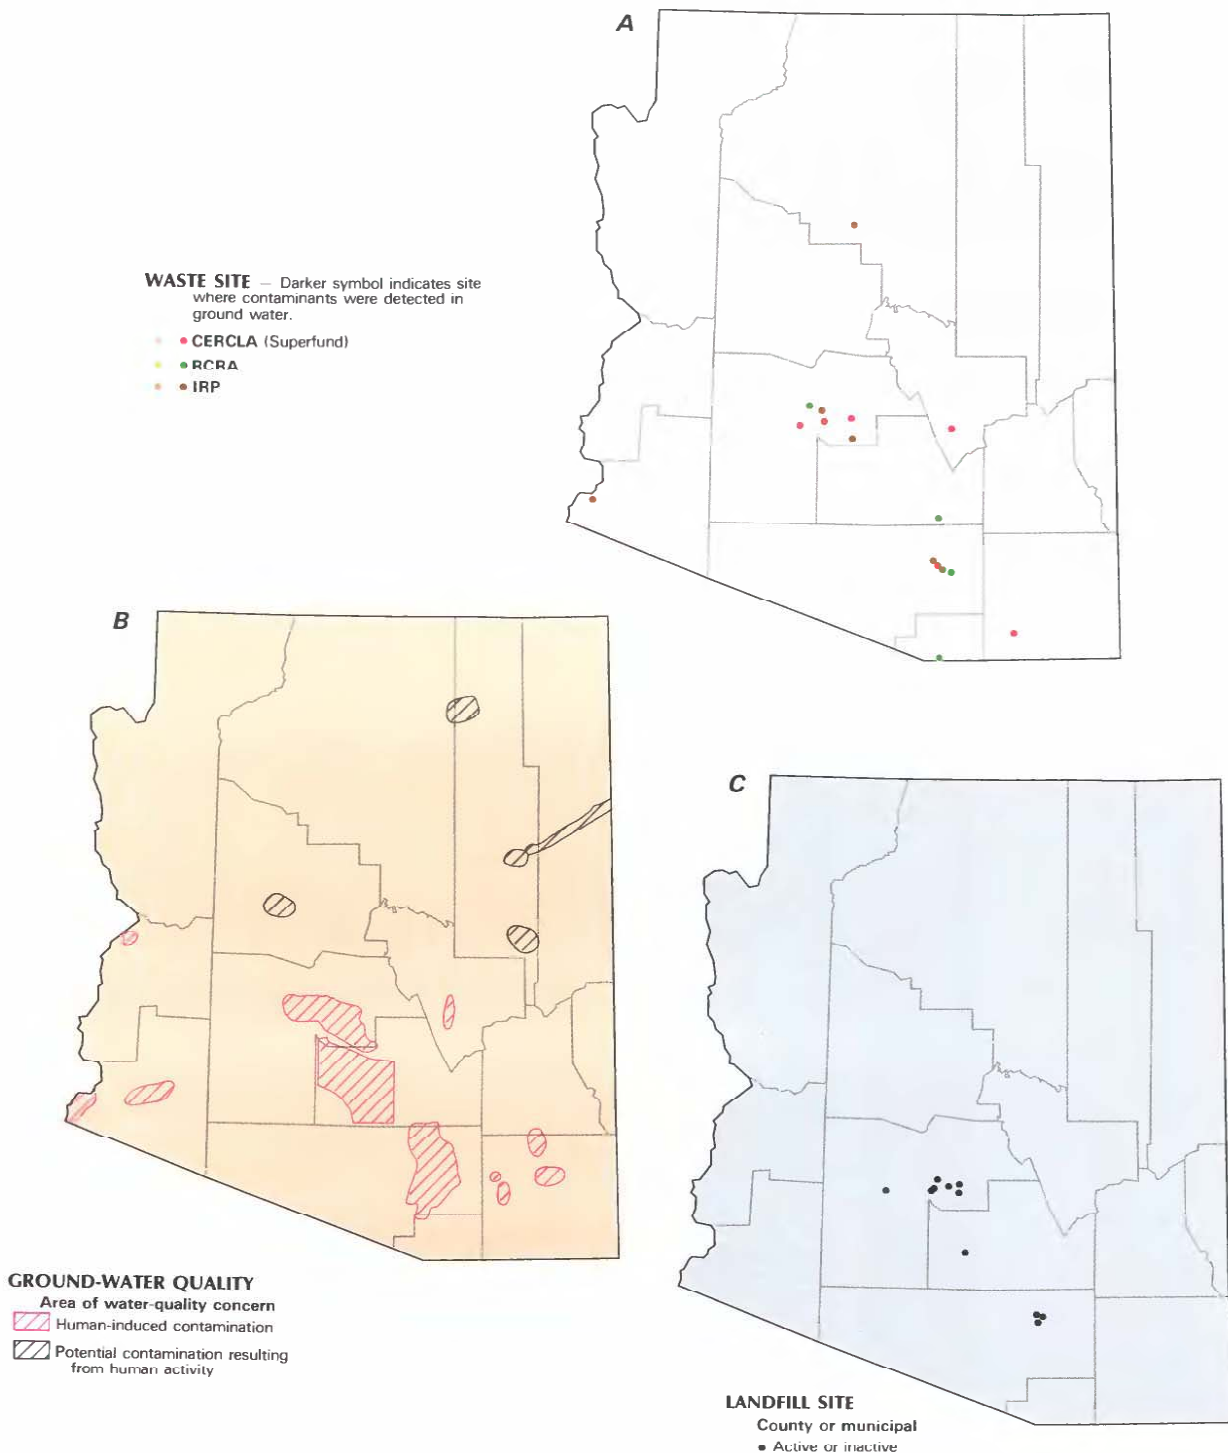 A
WASTE SITE — Darker symbol indicates site
where contaminants were detected in
ground water.
CERCLA (Superfund)
RCRA
IRP
B
GROUND-WATER QUALITY
Area of water-quality concern
Human-induced contamination
Potential contamination resulting
from human activity
C
LANDFILL SITE
County or municipal
Active or inactive